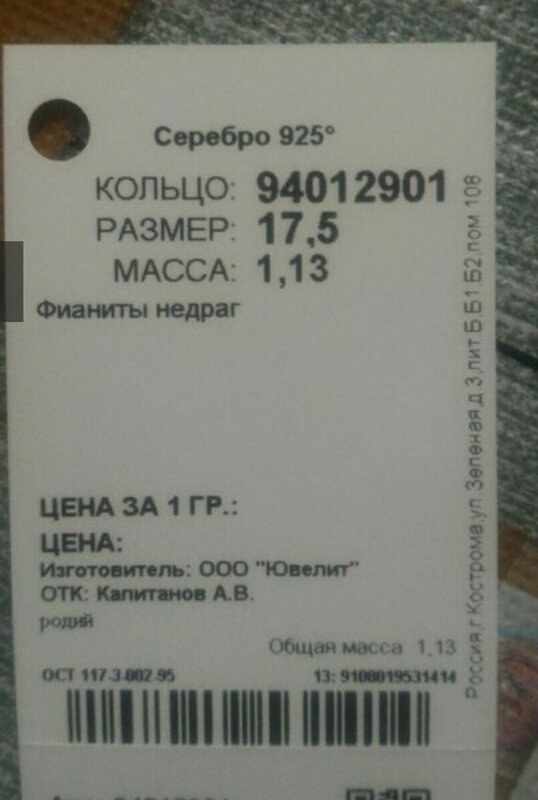 Серебро 925°
КОЛЬЦО: 94012901
РАЗМЕР: 17,5
МАССА: 1,13
Фианиты недраг
ЦЕНА ЗА 1 ГР.:
ЦЕНА:
Изготовитель: ООО "Ювелит"
ОТК: Капитанов А.В.
родий
Общая масса 1,13
ОСТ 117-3-002-95 13: 9108019531414
Россия,г.Кострома,ул.Зеленая,д.3,лит Б,Б1 Б2,пом 108